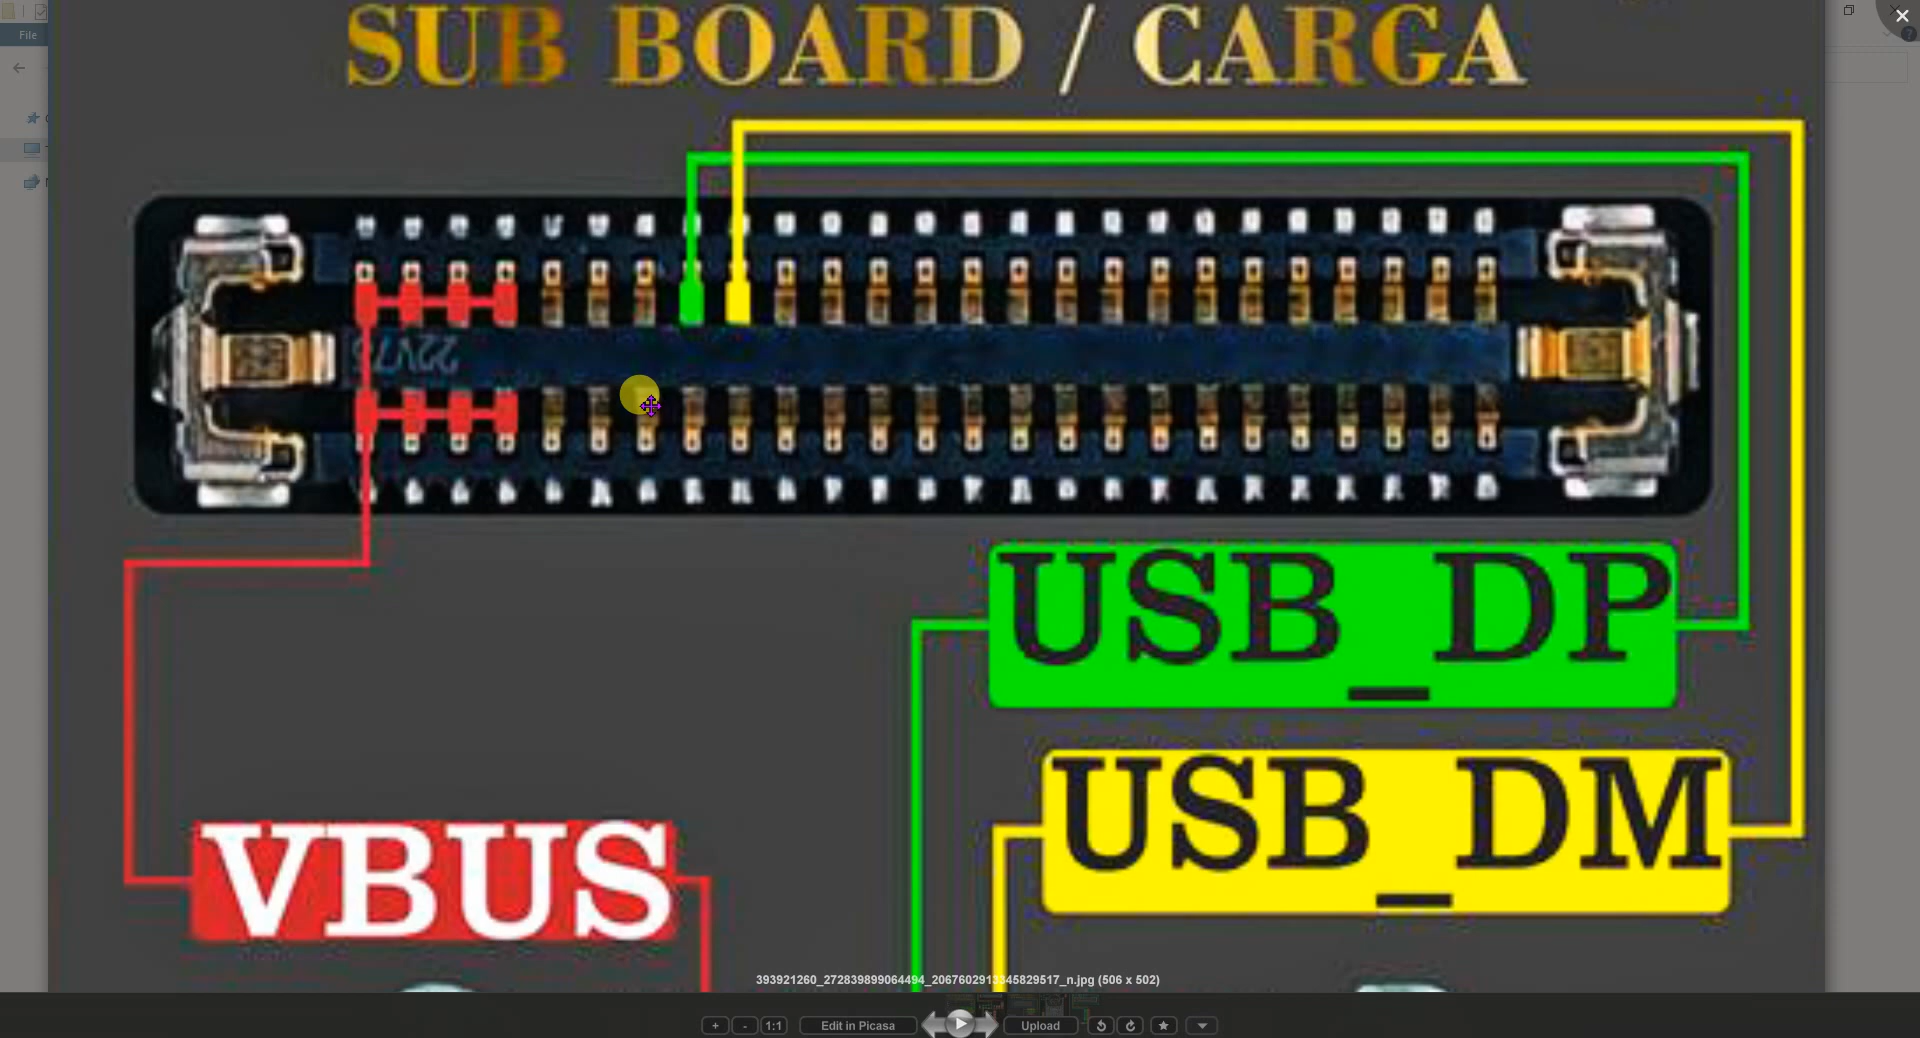 File
SUB BOARD / CARGA
USB_DP
USB_DM
VBUS
393921260_272839899064494_2067602913345829517_n.jpg (506 x 502)
+
-
1:1
Edit in Picasa
Upload